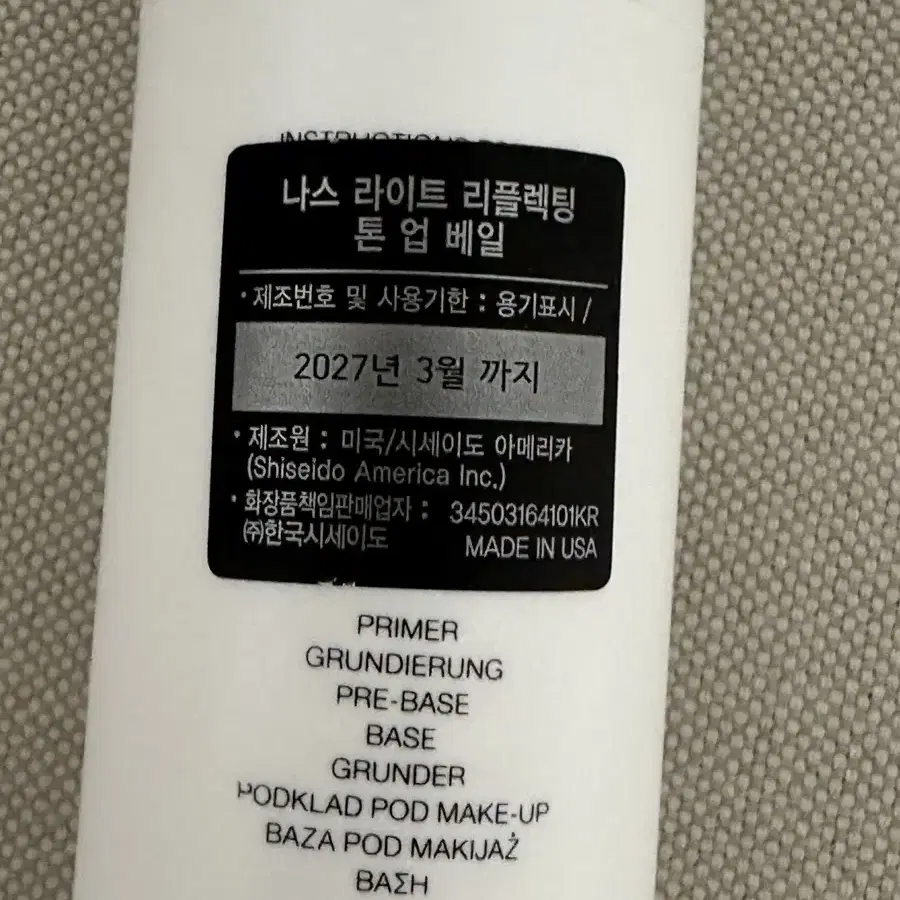 나스 라이트 리플렉팅
톤 업 베일
· 제조번호 및 사용기한 : 용기표시 /
2027년 3월 까지
· 제조원 : 미국/시세이도 아메리카
(Shiseido America Inc.)
· 화장품책임판매업자 : 34503164101KR
㈜한국시세이도 MADE IN USA
PRIMER
GRUNDIERUNG
PRE-BASE
BASE
GRUNDER
PODKLAD POD MAKE-UP
BAZA POD MAKIJAŻ
ΒΑΣΗ